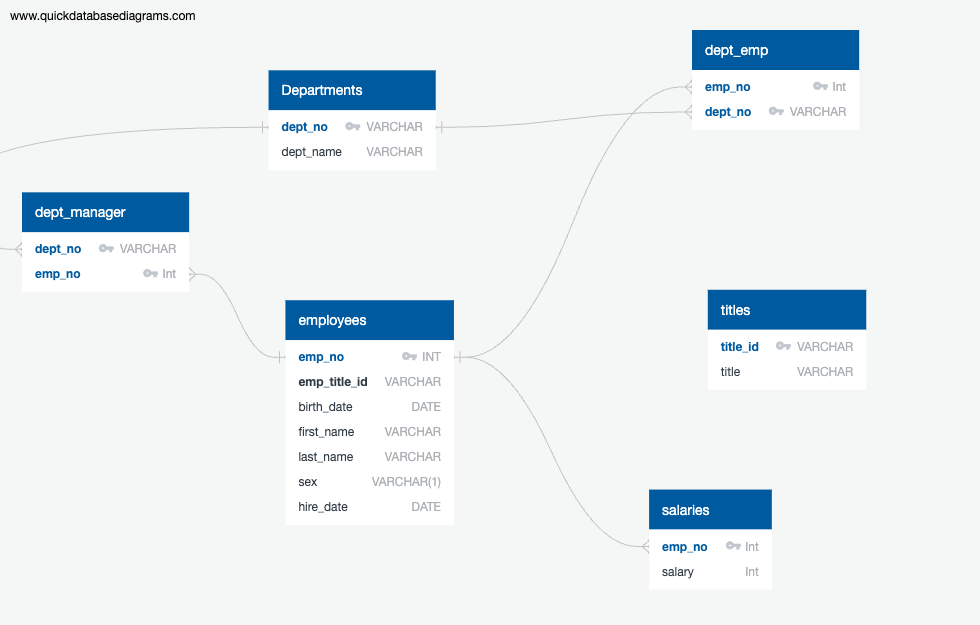 www.quickdatabasediagrams.com
dept_emp
emp_no Int
dept_no VARCHAR
Departments
dept_no VARCHAR
dept_name VARCHAR
dept_manager
dept_no VARCHAR
emp_no Int
employees
emp_no INT
emp_title_id VARCHAR
birth_date DATE
first_name VARCHAR
last_name VARCHAR
sex VARCHAR(1)
hire_date DATE
titles
title_id VARCHAR
title VARCHAR
salaries
emp_no Int
salary Int